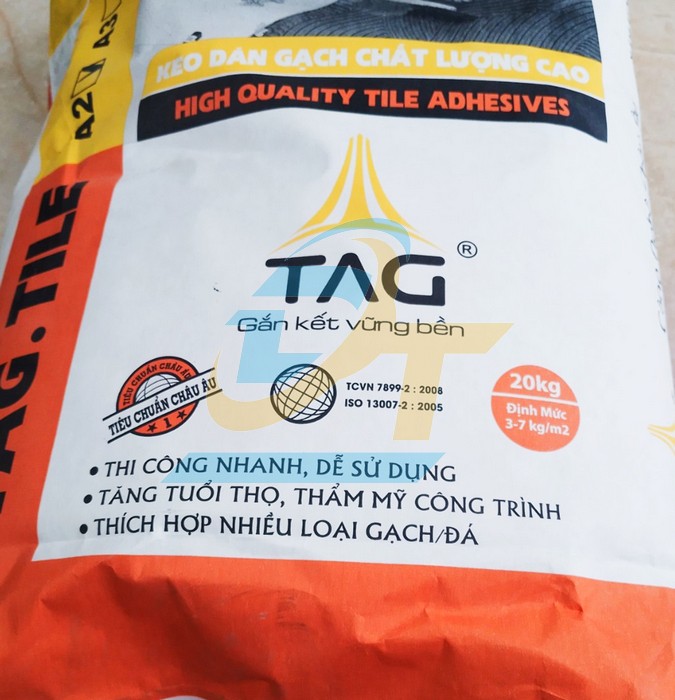 A2 A3
KEO DÁN GẠCH CHẤT LƯỢNG CAO
HIGH QUALITY TILE ADHESIVES
TAG.TILE
TAG®
Gắn kết vững bền
TIÊU CHUẨN CHÂU ÂU
TIÊU CHUẨN CHÂU ÂU
1
TCVN 7899-2 : 2008
ISO 13007-2 : 2005
20kg
Định Mức
3-7 kg/m2
• THI CÔNG NHANH, DỄ SỬ DỤNG
• TĂNG TUỔI THỌ, THẨM MỸ CÔNG TRÌNH
• THÍCH HỢP NHIỀU LOẠI GẠCH/ĐÁ